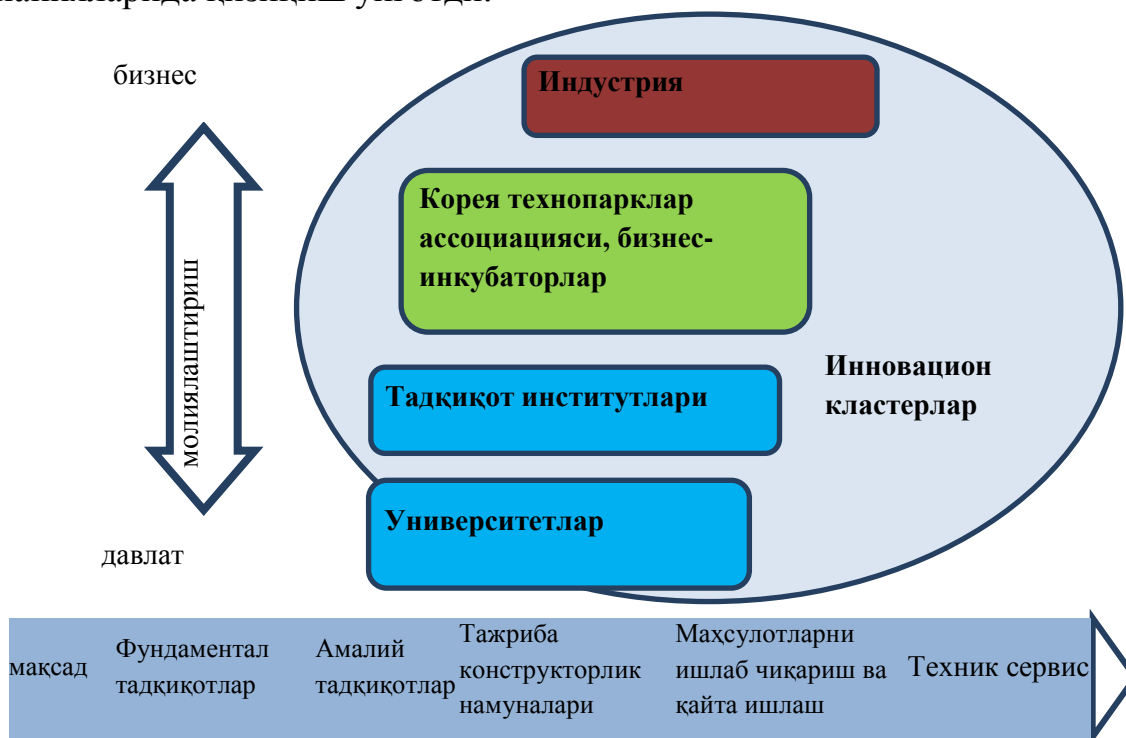 бизнес
Индустрия
Корея технопарклар
ассоциацияси, бизнес-
инкубаторлар
молиялаштириш
Тадқиқот институтлари
Инновацион
кластерлар
Университетлар
давлат
мақсад
Фундаментал
тадқиқотлар
Амалий
тадқиқотлар
Тажриба
конструкторлик
намуналари
Маҳсулотларни
ишлаб чиқариш ва
қайта ишлаш
Техник сервис